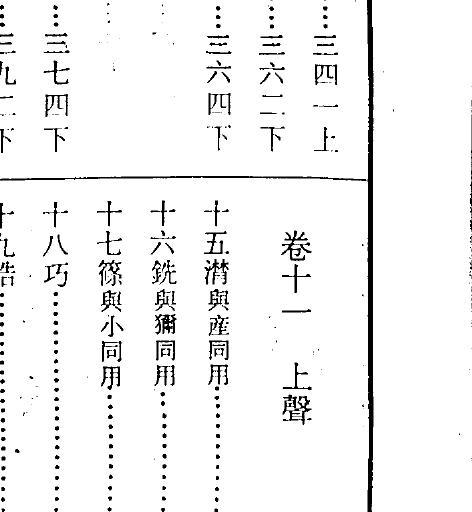 ⋯三四一上
⋯三六二下
⋯三六四下
⋯三七四下
⋯三九二下
卷十一 上聲
十五潸與産同用⋯⋯⋯
十六銑與獮同用⋯⋯⋯
十七篠與小同用⋯⋯⋯
十八巧⋯⋯⋯
十九皓⋯⋯⋯